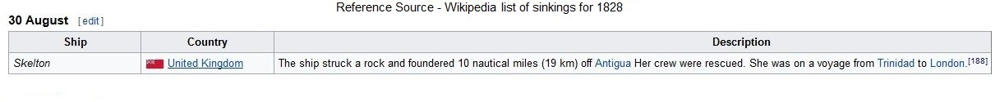 Reference Source - Wikipedia list of sinkings for 1828
30 August [edit]
Ship Country Description
Skelton United Kingdom The ship struck a rock and foundered 10 nautical miles (19 km) off Antigua Her crew were rescued. She was on a voyage from Trinidad to London.[188]